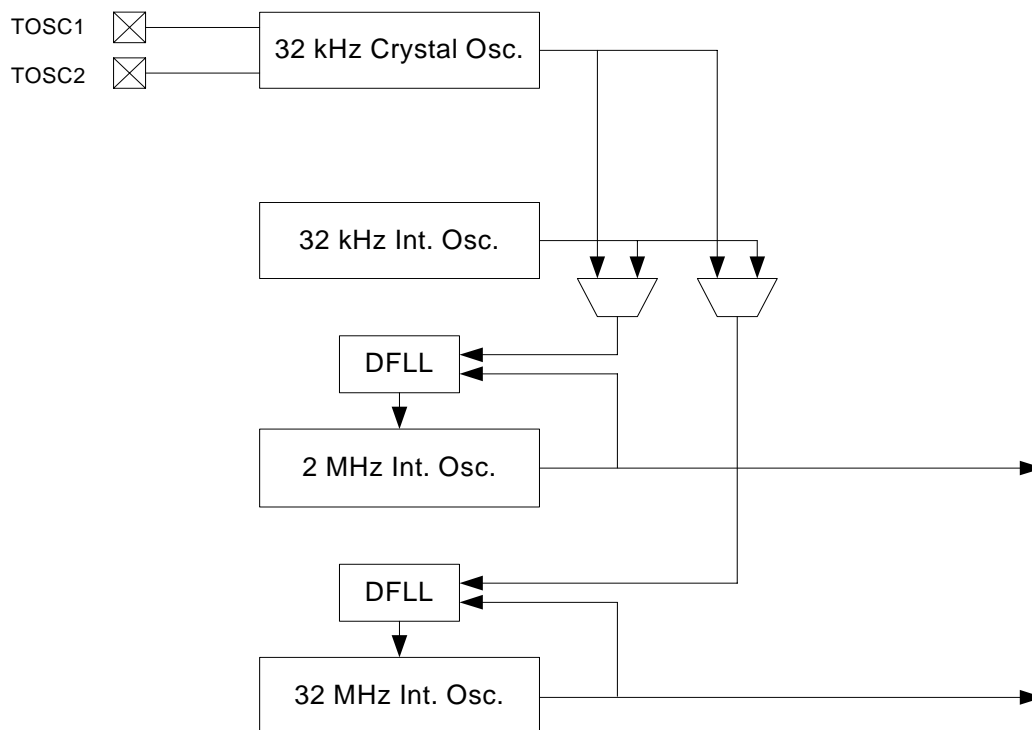 TOSC1
TOSC2
32 kHz Crystal Osc.
32 kHz Int. Osc.
DFLL
2 MHz Int. Osc.
DFLL
32 MHz Int. Osc.